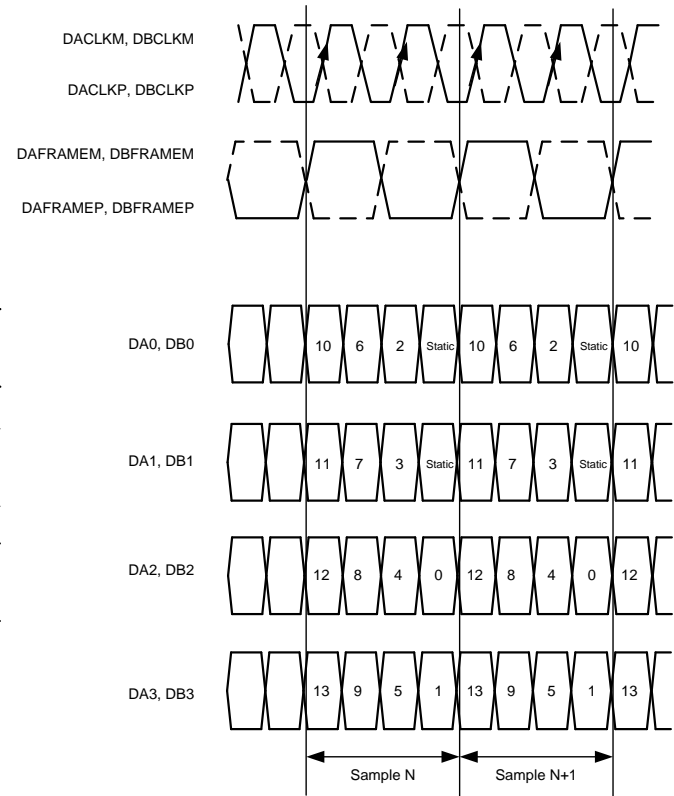 DACLKM, DBCLKM
DACLKP, DBCLKP
DAFRAMEM, DBFRAMEM
DAFRAMEP, DBFRAMEP
DA0, DB0 10 6 2 Static 10 6 2 Static 10
DA1, DB1 11 7 3 Static 11 7 3 Static 11
DA2, DB2 12 8 4 0 12 8 4 0 12
DA3, DB3 13 9 5 1 13 9 5 1 13
Sample N Sample N+1